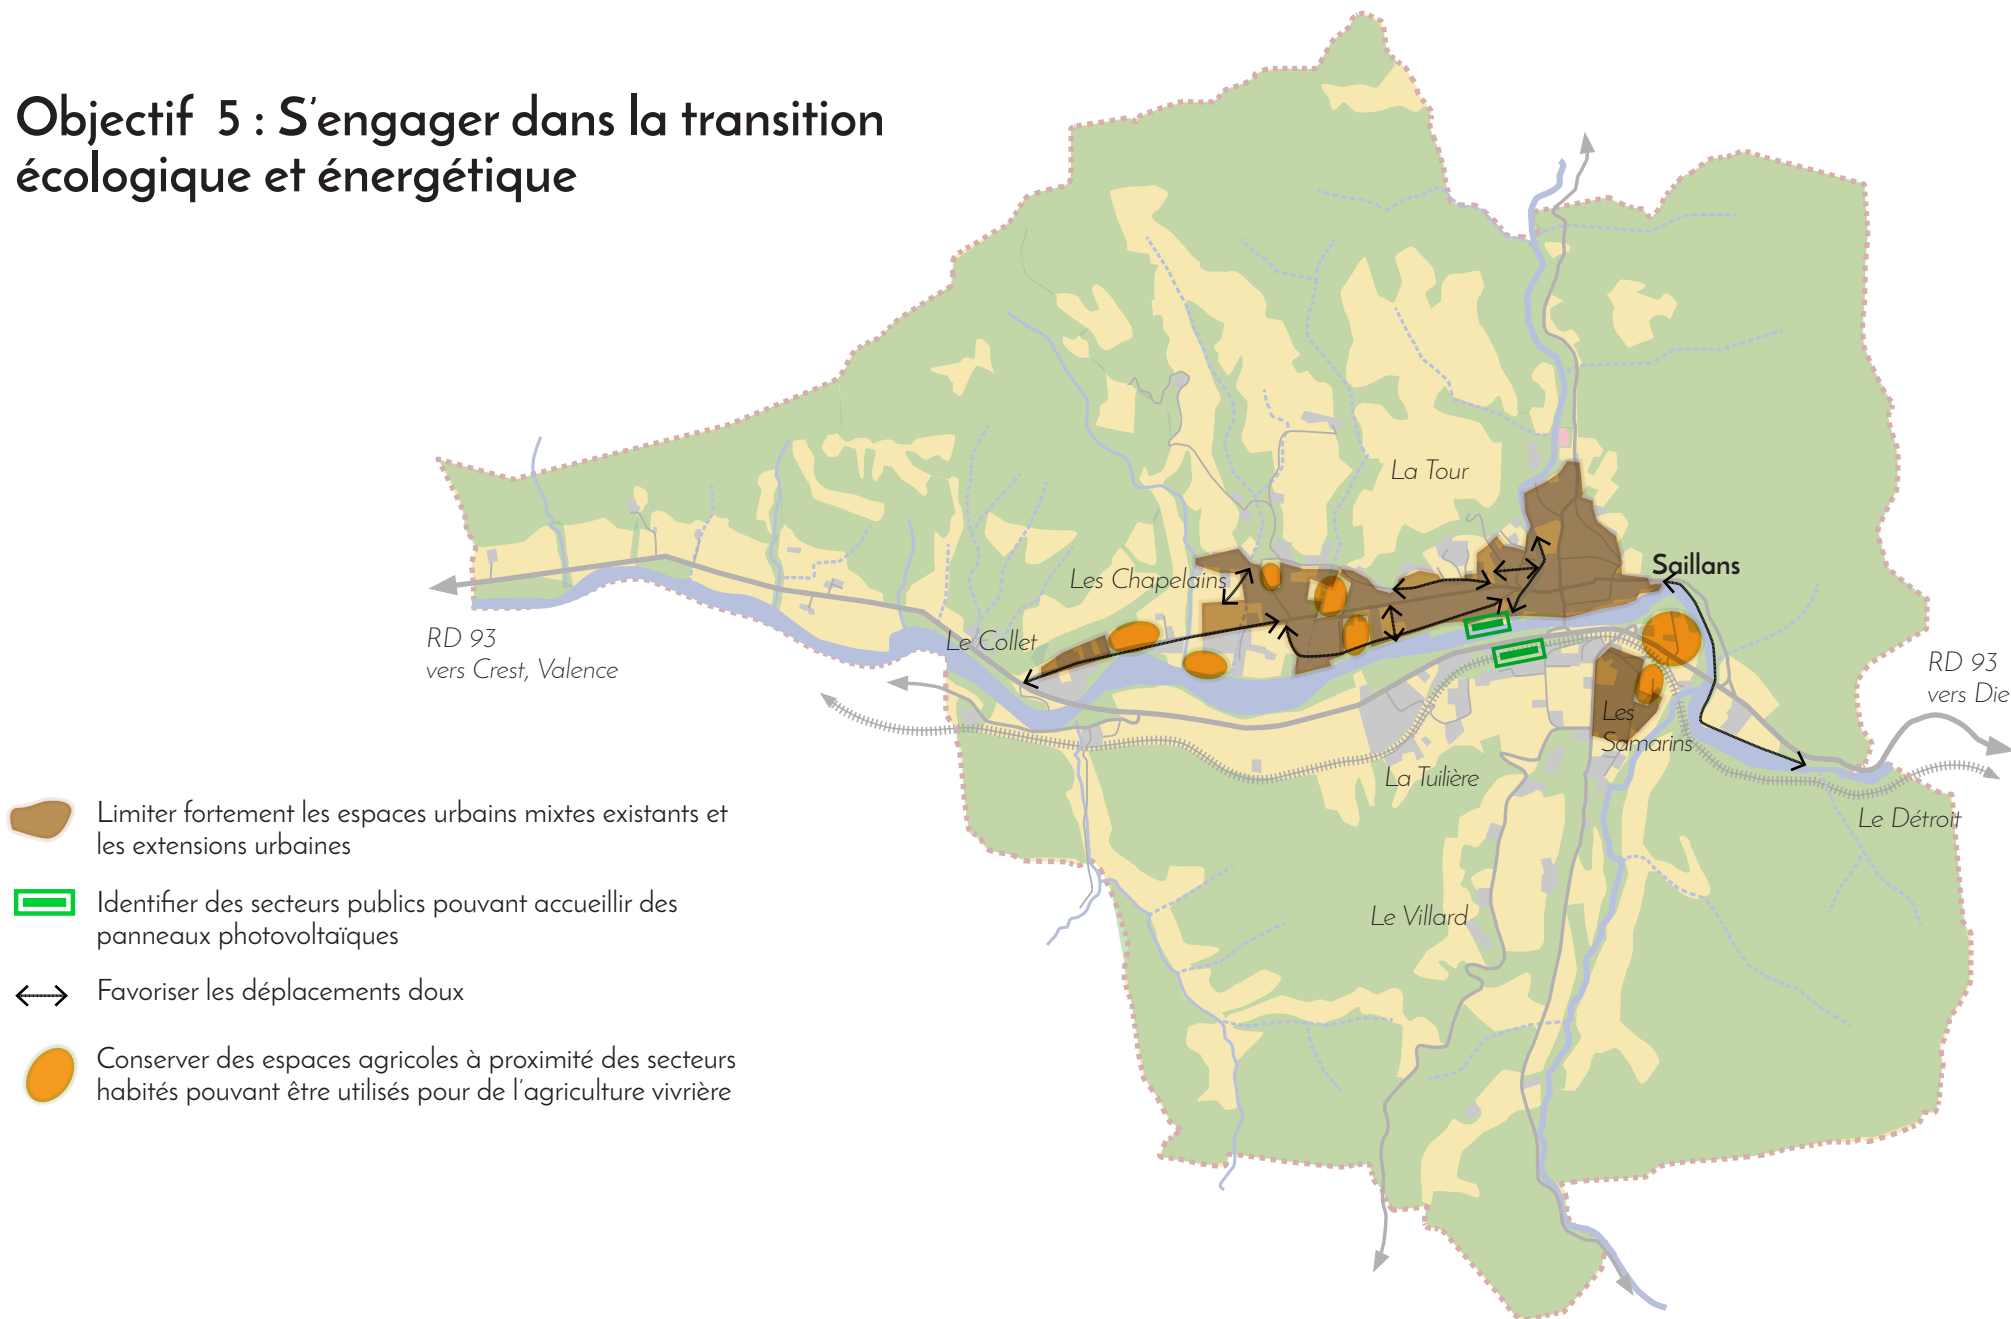 Objectif 5 : S'engager dans la transition
écologique et énergétique
La Tour
Saillans
Les Chapelains
Le Collet
RD 93
vers Crest, Valence
RD 93
vers Die
Les
Samarins
La Tuilière
Le Détroit
Le Villard
Limiter fortement les espaces urbains mixtes existants et
les extensions urbaines
Identifier des secteurs publics pouvant accueillir des
panneaux photovoltaïques
Favoriser les déplacements doux
Conserver des espaces agricoles à proximité des secteurs
habités pouvant être utilisés pour de l'agriculture vivrière